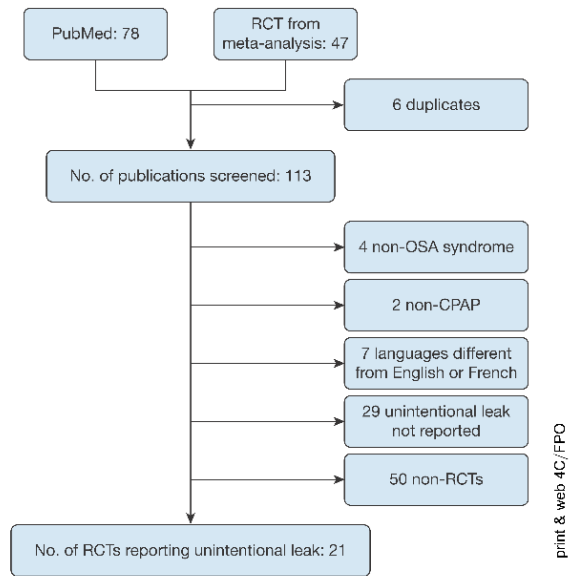 PubMed: 78
RCT from
meta-analysis: 47
6 duplicates
No. of publications screened: 113
4 non-OSA syndrome
2 non-CPAP
7 languages different
from English or French
29 unintentional leak
not reported
50 non-RCTs
No. of RCTs reporting unintentional leak: 21
print & web 4C/FPO